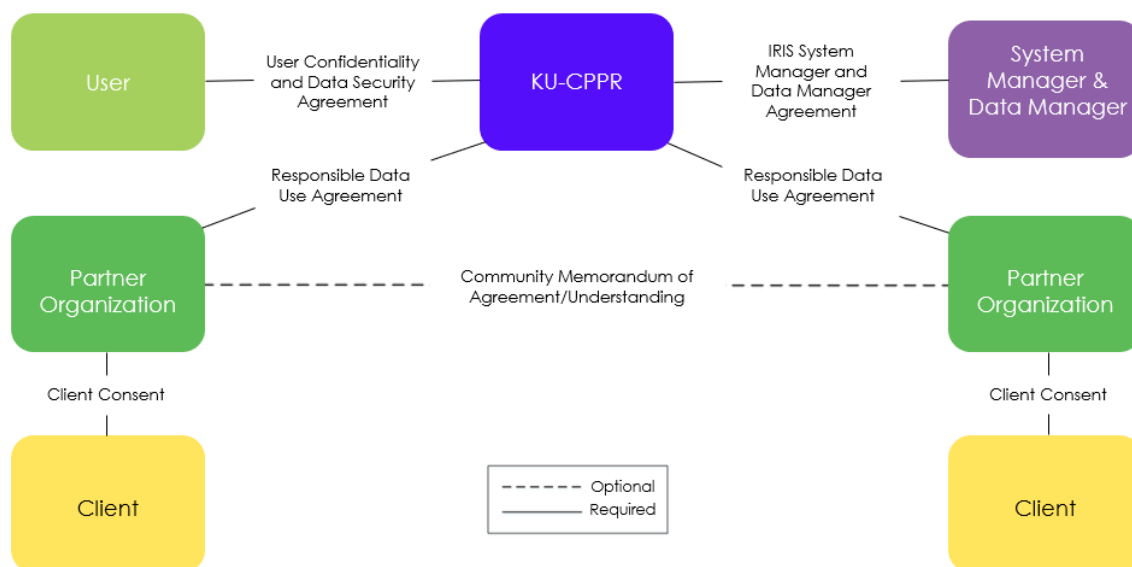 User
User Confidentiality
and Data Security
Agreement
KU-CPPR
IRIS System
Manager and
Data Manager
Agreement
System
Manager &
Data Manager
Responsible Data
Use Agreement
Responsible Data
Use Agreement
Partner
Organization
Community Memorandum of
Agreement/Understanding
Partner
Organization
Client Consent
Client Consent
Client
Optional
Required
Client